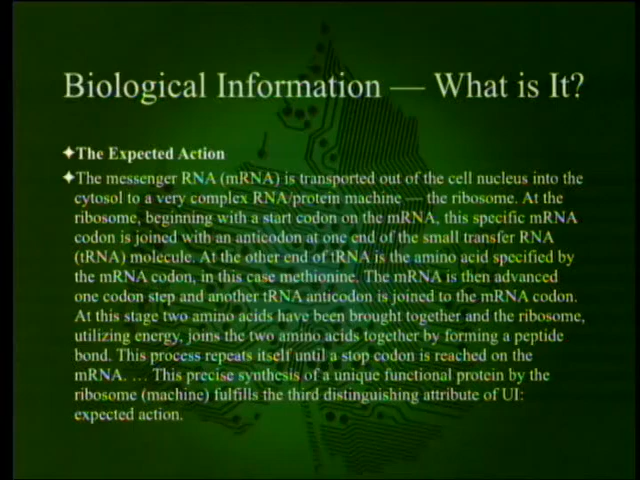 Biological Information — What is It?
✦The Expected Action
✦The messenger RNA (mRNA) is transported out of the cell nucleus into the
cytosol to a very complex RNA/protein machine — the ribosome. At the
ribosome, beginning with a start codon on the mRNA, this specific mRNA
codon is joined with an anticodon at one end of the small transfer RNA
(tRNA) molecule. At the other end of tRNA is the amino acid specified by
the mRNA codon, in this case methionine. The mRNA is then advanced
one codon step and another tRNA anticodon is joined to the mRNA codon.
At this stage two amino acids have been brought together and the ribosome,
utilizing energy, joins the two amino acids together by forming a peptide
bond. This process repeats itself until a stop codon is reached on the
mRNA. … This precise synthesis of a unique functional protein by the
ribosome (machine) fulfills the third distinguishing attribute of UI:
expected action.